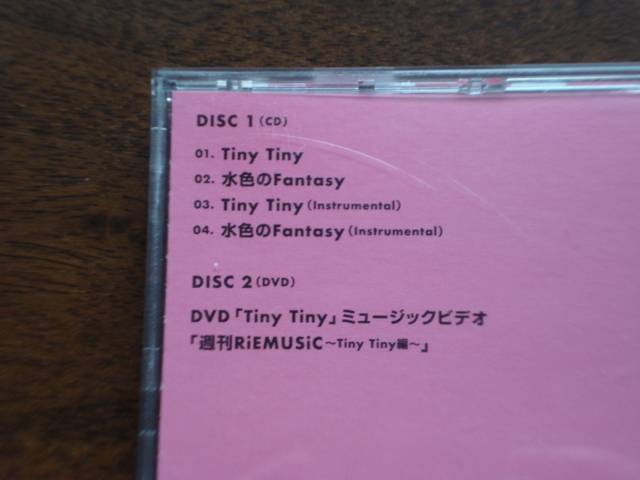 DISC 1(CD)
01. Tiny Tiny
02. 水色のFantasy
03. Tiny Tiny(Instrumental)
04. 水色のFantasy(Instrumental)
DISC 2(DVD)
DVD「Tiny Tiny」ミュージックビデオ
「週刊RiEMUSiC～Tiny Tiny編～」